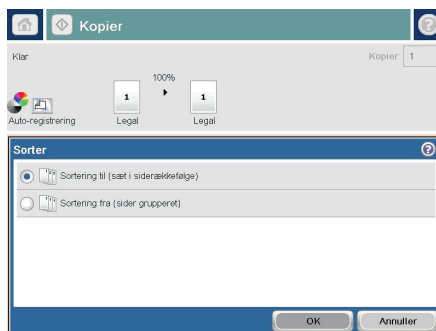 Kopier
Klar
Kopier: 1
100%
1
1
Auto-registrering
Legal
Legal
Sorter
Sortering til (sæt i siderækkefølge)
Sortering fra (sider grupperet)
OK
Annuller